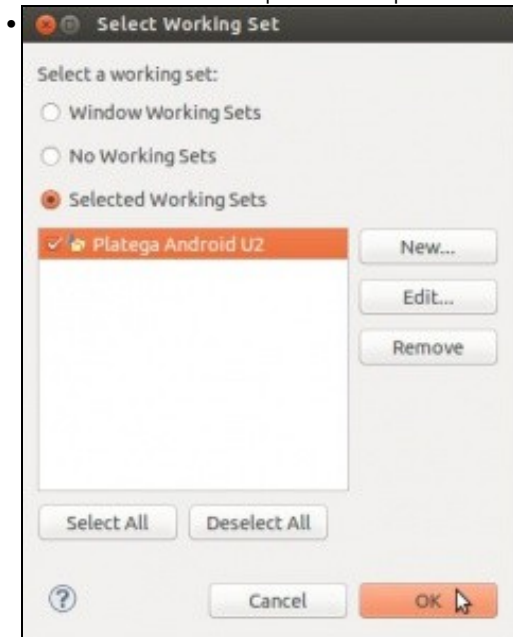 Select Working Set
Select a working set:
Window Working Sets
No Working Sets
Selected Working Sets
Platega Android U2
New...
Edit...
Remove
Select All Deselect All
? Cancel OK